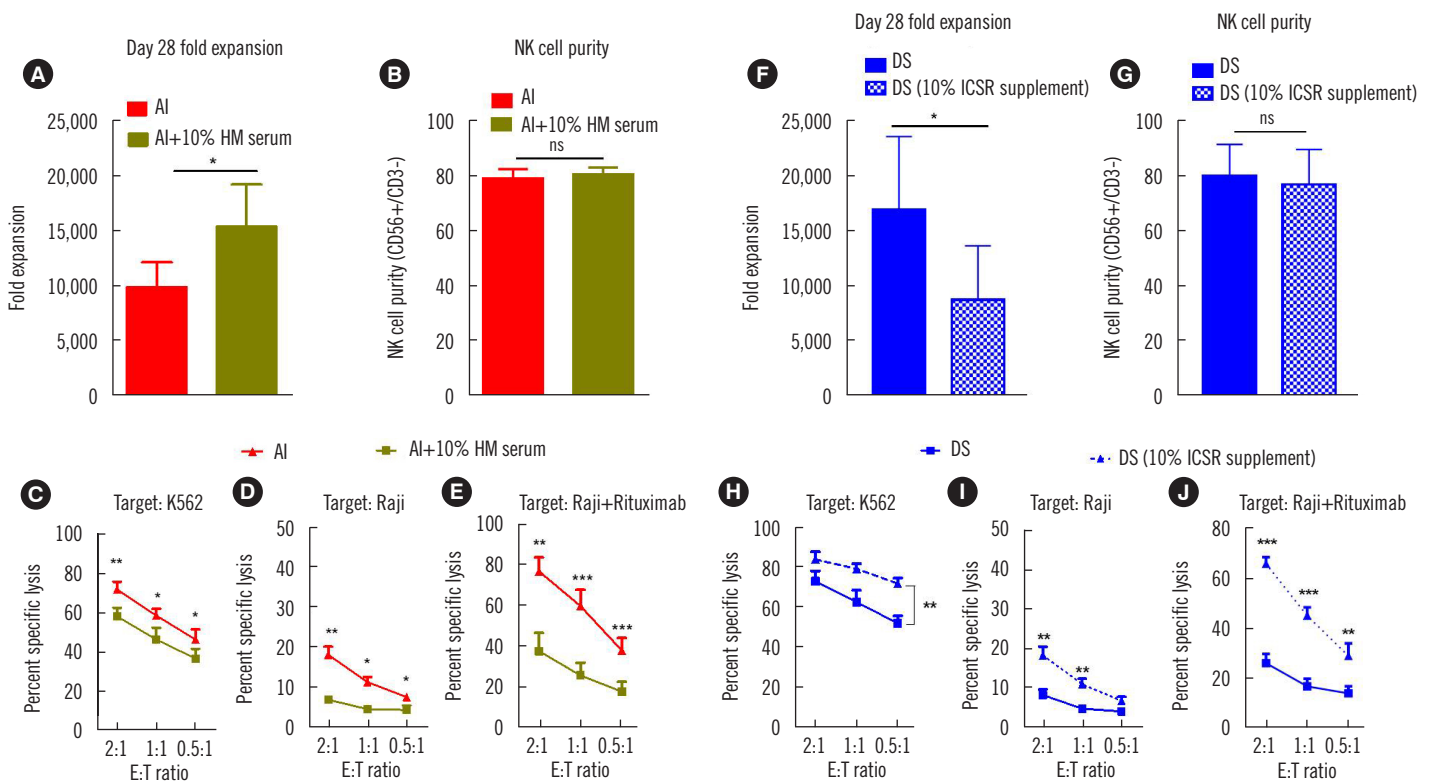 Day 28 fold expansion
A
AI
AI+10% HM serum
*
Fold expansion
25,000
20,000
15,000
10,000
5,000
0
NK cell purity
B
AI
AI+10% HM serum
ns
NK cell purity (CD56+/CD3-)
100
80
60
40
20
0
Day 28 fold expansion
F
DS
DS (10% ICSR supplement)
*
Fold expansion
25,000
20,000
15,000
10,000
5,000
0
NK cell purity
G
DS
DS (10% ICSR supplement)
ns
NK cell purity (CD56+/CD3-)
100
80
60
40
20
0
AI
AI+10% HM serum
DS
DS (10% ICSR supplement)
C
Target: K562
Percent specific lysis
100
80
60
40
20
0
**
*
*
2:1 1:1 0.5:1
E:T ratio
D
Target: Raji
Percent specific lysis
50
40
30
20
10
0
**
*
*
2:1 1:1 0.5:1
E:T ratio
E
Target: Raji+Rituximab
Percent specific lysis
100
80
60
40
20
0
**
***
***
2:1 1:1 0.5:1
E:T ratio
H
Target: K562
Percent specific lysis
100
80
60
40
20
0
**
2:1 1:1 0.5:1
E:T ratio
I
Target: Raji
Percent specific lysis
50
40
30
20
10
0
**
**
2:1 1:1 0.5:1
E:T ratio
J
Target: Raji+Rituximab
Percent specific lysis
80
60
40
20
0
***
***
**
2:1 1:1 0.5:1
E:T ratio